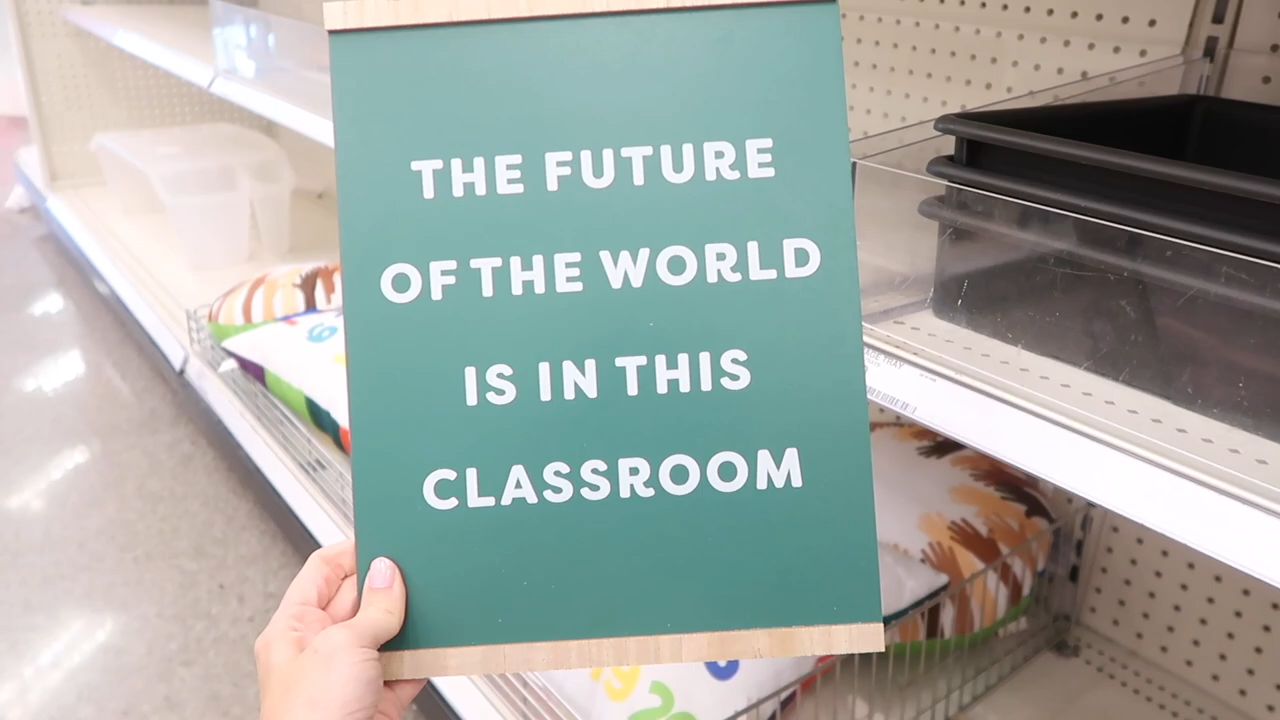 THE FUTURE
OF THE WORLD
IS IN THIS
CLASSROOM